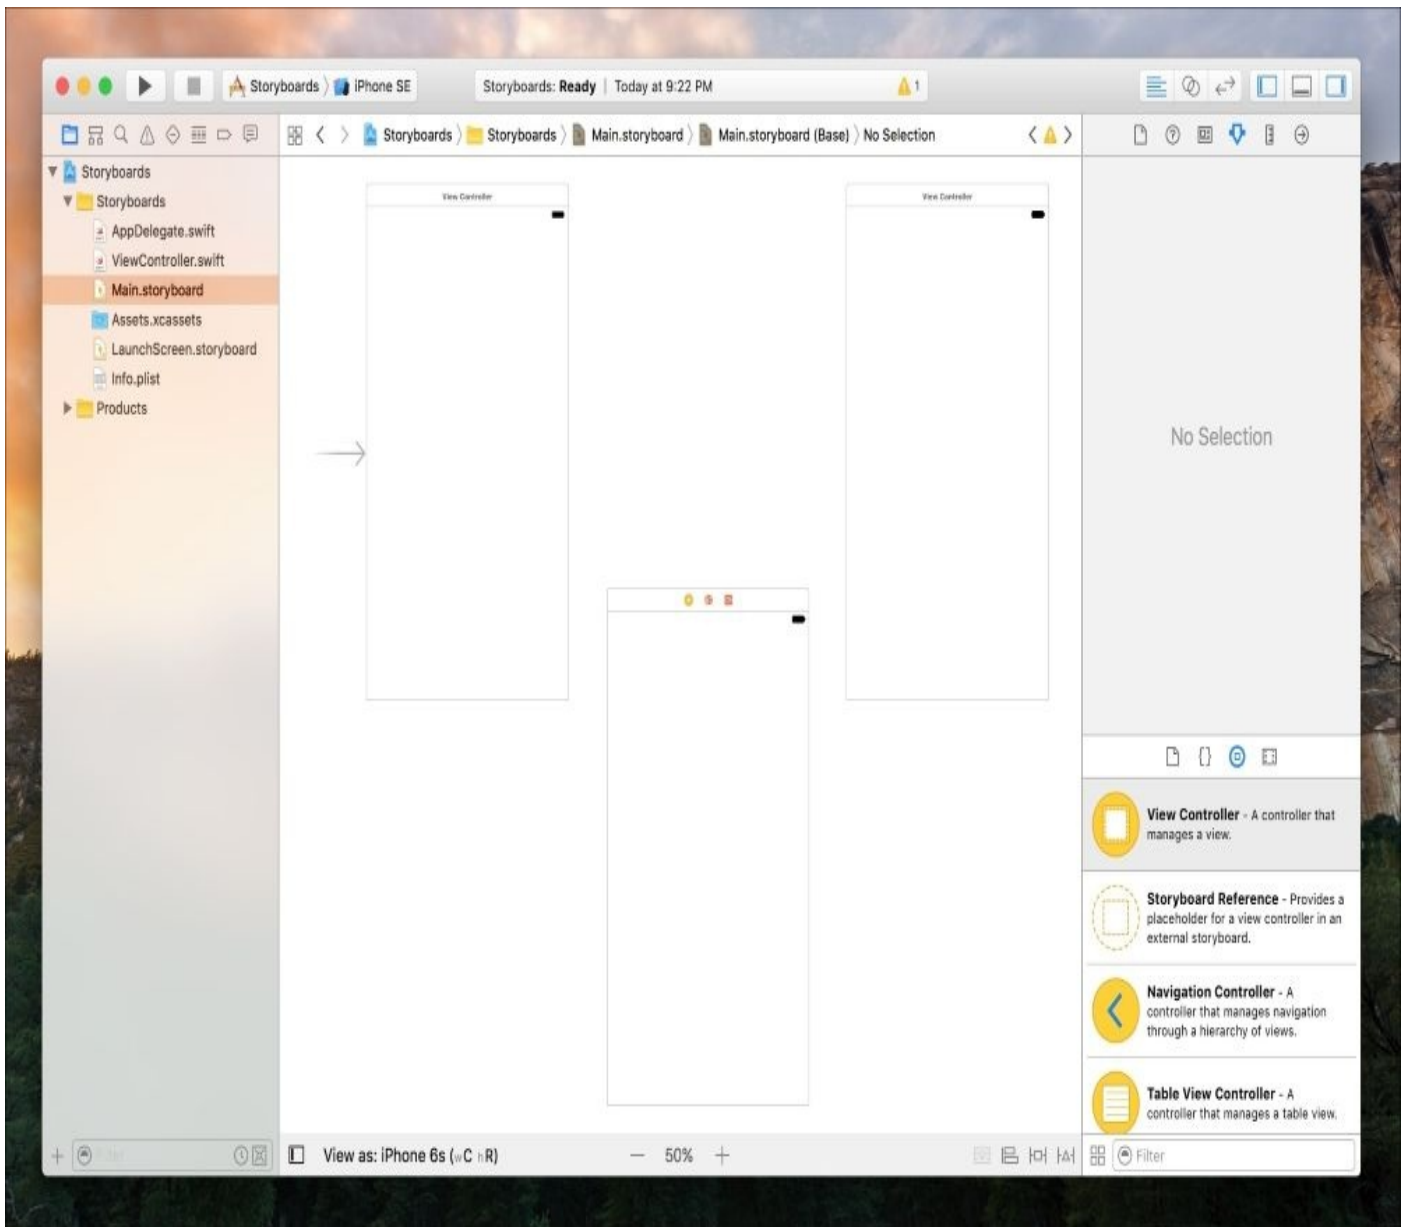 Storyboards
iPhone SE
Storyboards: Ready | Today at 9:22 PM
1
Storyboards
Storyboards
Main.storyboard
Main.storyboard (Base)
No Selection
Storyboards
Storyboards
AppDelegate.swift
ViewController.swift
Main.storyboard
Assets.xcassets
LaunchScreen.storyboard
Info.plist
Products
View Controller
View Controller
No Selection
View Controller - A controller that
manages a view.
Storyboard Reference - Provides a
placeholder for a view controller in an
external storyboard.
Navigation Controller - A
controller that manages navigation
through a hierarchy of views.
Table View Controller - A
controller that manages a table view.
View as: iPhone 6s (wC hR)
— 50% +
Filter